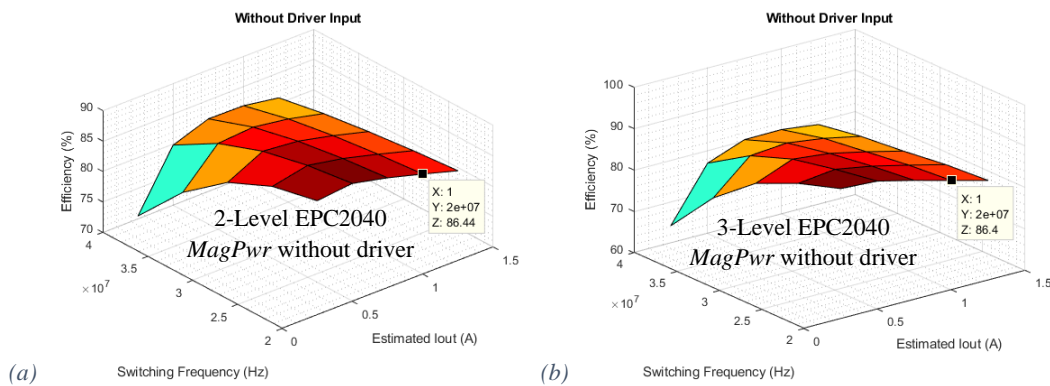 Without Driver Input
90
85
80
75
70
Efficiency (%)
4
3.5
3
2.5
2
×10⁷
0
0.5
1
1.5
X: 1
Y: 2e+07
Z: 86.44
2-Level EPC2040
MagPwr without driver
Estimated Iout (A)
Switching Frequency (Hz)
(a)
Without Driver Input
100
90
80
70
60
Efficiency (%)
4
3.5
3
2.5
2
×10⁷
0
0.5
1
1.5
X: 1
Y: 2e+07
Z: 86.4
3-Level EPC2040
MagPwr without driver
Estimated Iout (A)
Switching Frequency (Hz)
(b)